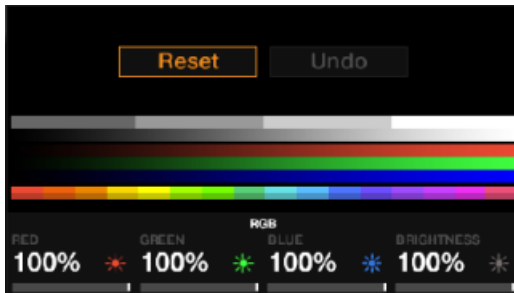 Reset Undo
RGB
RED GREEN BLUE BRIGHTNESS
100% 100% 100% 100%